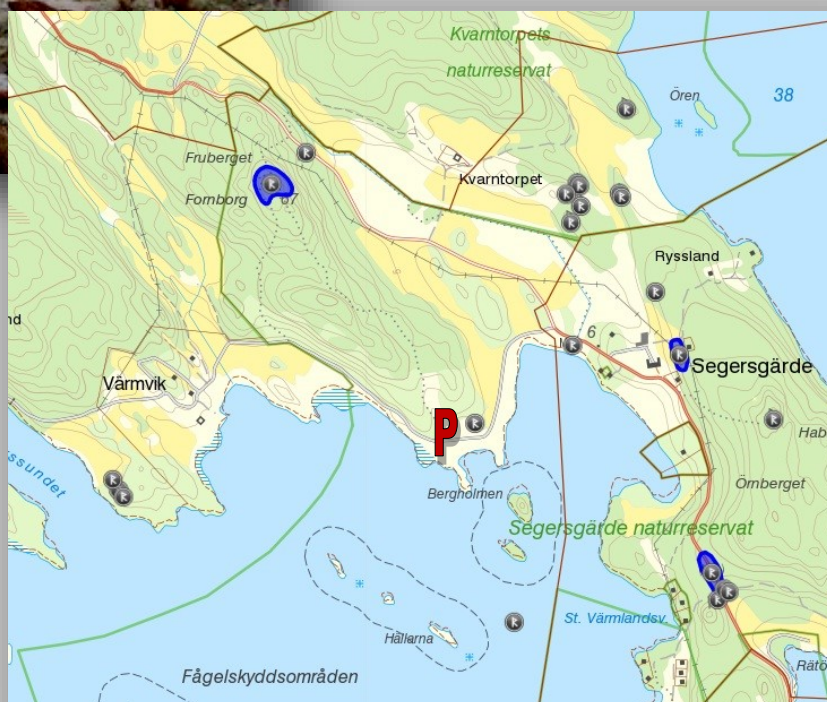 Kvarntorpets
naturreservat
Ören
38
Fruberget
Fornborg
67
Kvarntorpet
Ryssland
6
Segersgärde
Värmvik
Hab
Örnberget
Bergholmen
Segersgärde naturreservat
St. Värmlandsv.
Hällarna
Fågelskyddsområden
Rätö
P
ssundet
nd